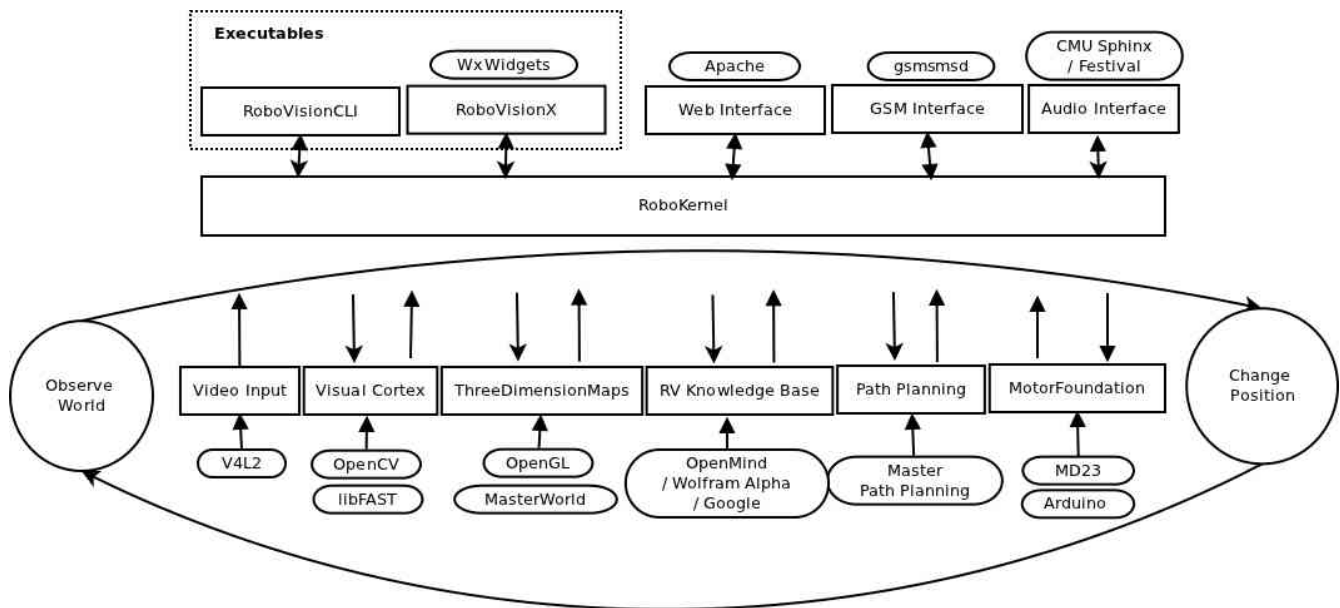 Executables
WxWidgets
Apache
gsmsmsd
CMU Sphinx
/ Festival
RoboVisionCLI
RoboVisionX
Web Interface
GSM Interface
Audio Interface
RoboKernel
Observe
World
Video Input
Visual Cortex
ThreeDimensionMaps
RV Knowledge Base
Path Planning
MotorFoundation
Change
Position
V4L2
OpenCV
libFAST
OpenGL
MasterWorld
OpenMind
/ Wolfram Alpha
/ Google
Master
Path Planning
MD23
Arduino